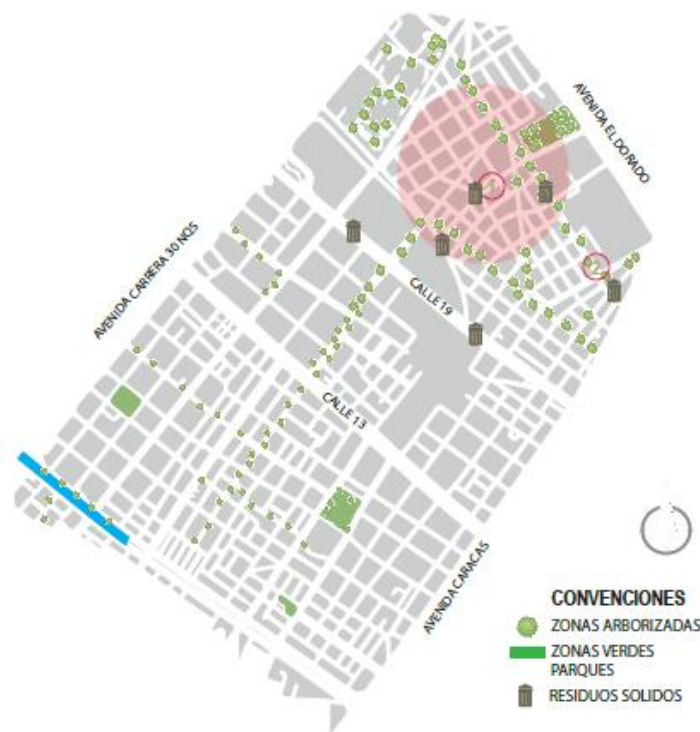 AVENIDA EL DORADO
AVENIDA CARRERA 30 NQS
CALLE 19
CALLE 13
AVENIDA CARACAS
CONVENCIONES
ZONAS ARBORIZADAS
ZONAS VERDES
PARQUES
RESIDUOS SOLIDOS